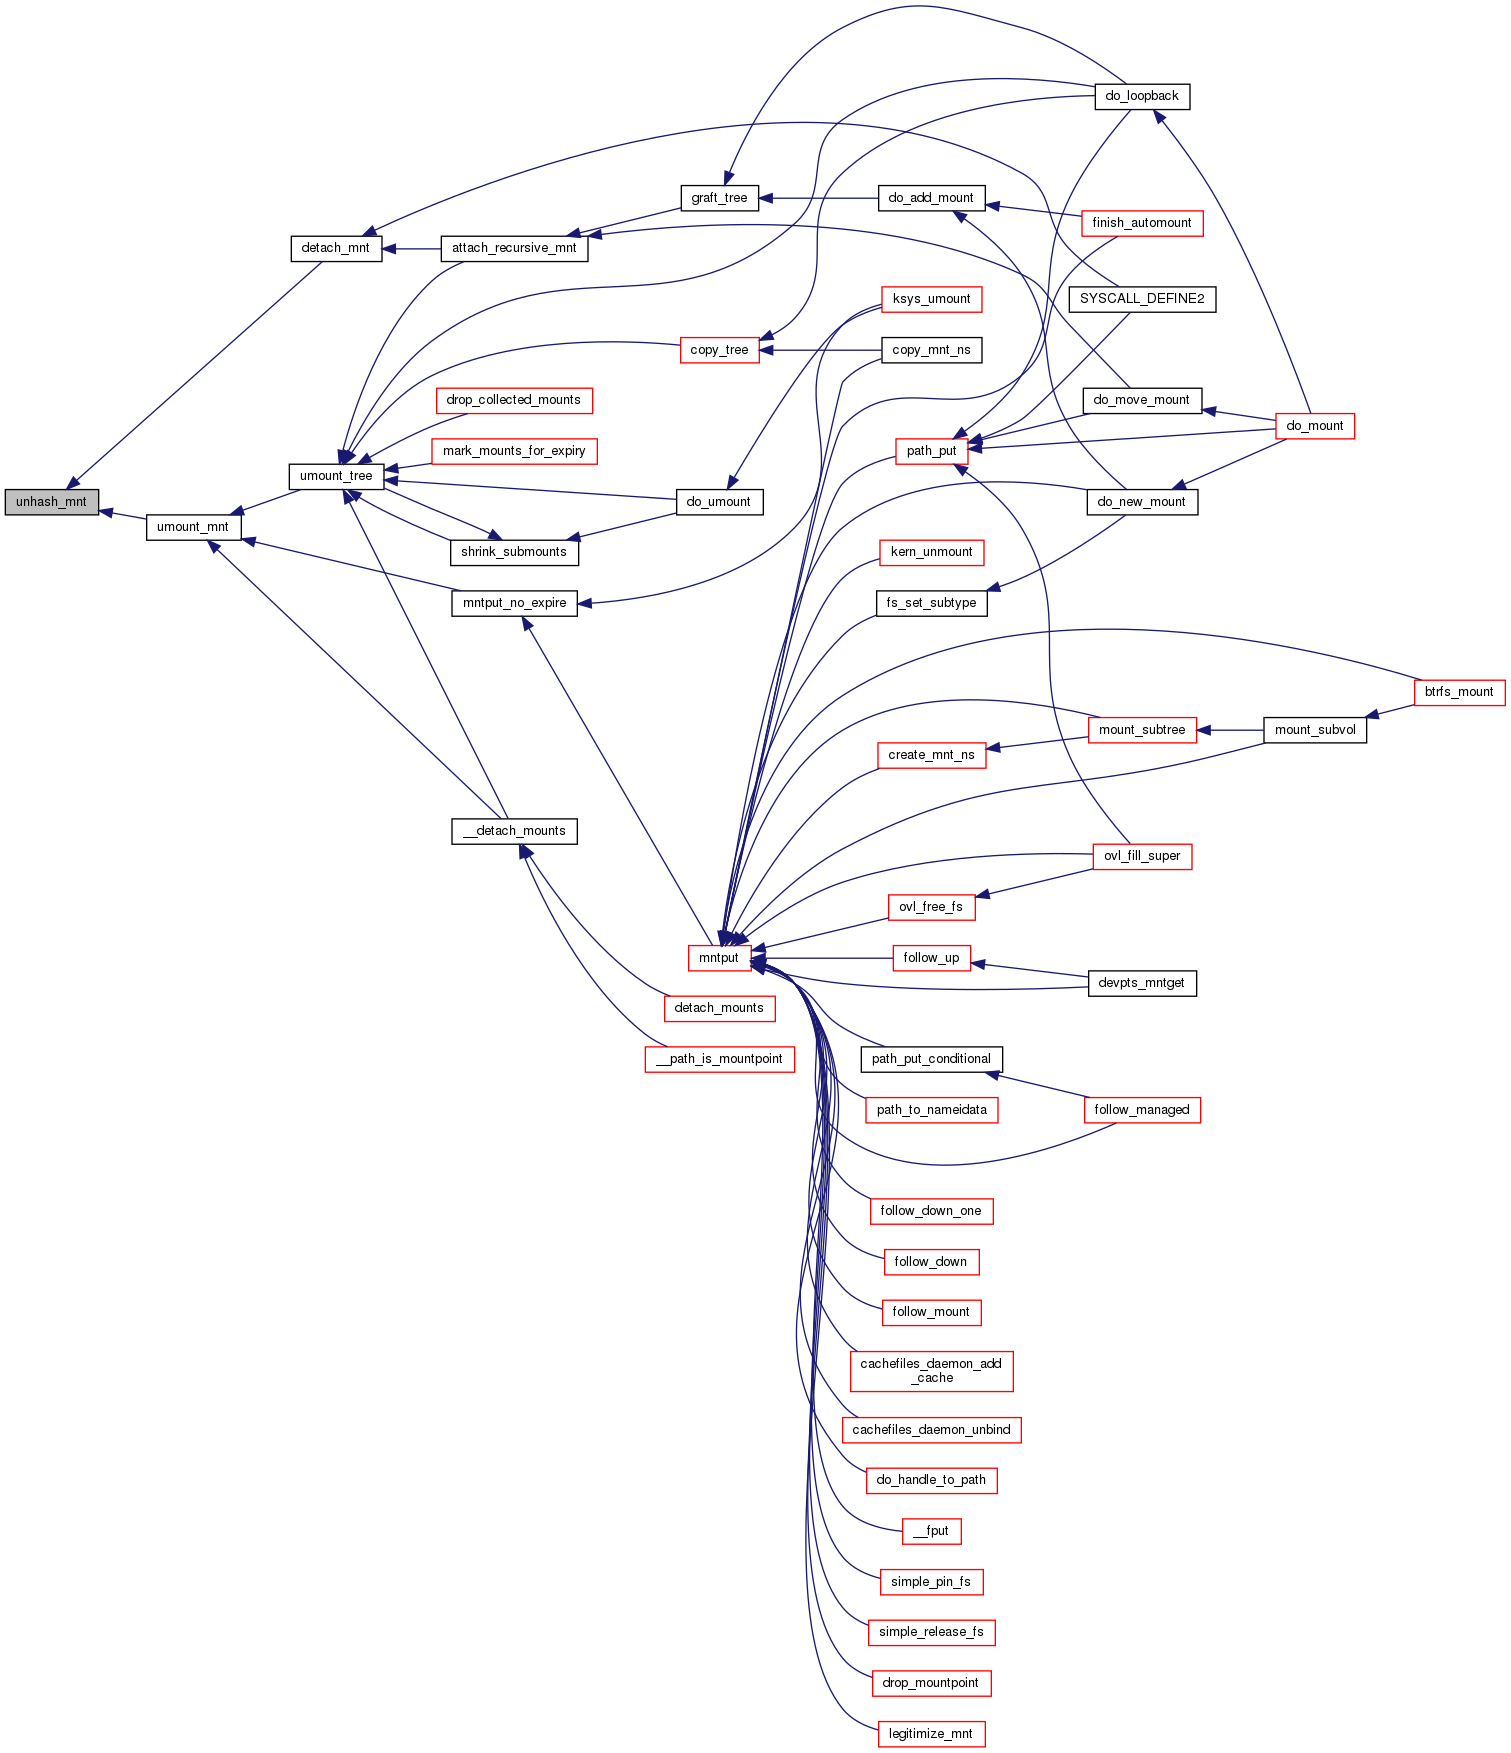 do_loopback
graft_tree
do_add_mount
finish_automount
detach_mnt
attach_recursive_mnt
ksys_umount
SYSCALL_DEFINE2
copy_tree
copy_mnt_ns
drop_collected_mounts
do_move_mount
do_mount
mark_mounts_for_expiry
path_put
umount_tree
unhash_mnt
do_umount
do_new_mount
umount_mnt
shrink_submounts
kern_unmount
mntput_no_expire
fs_set_subtype
btrfs_mount
mount_subtree
mount_subvol
create_mnt_ns
__detach_mounts
ovl_fill_super
ovl_free_fs
mntput
follow_up
devpts_mntget
detach_mounts
__path_is_mountpoint
path_put_conditional
path_to_nameidata
follow_managed
follow_down_one
follow_down
follow_mount
cachefiles_daemon_add
_cache
cachefiles_daemon_unbind
do_handle_to_path
__fput
simple_pin_fs
simple_release_fs
drop_mountpoint
legitimize_mnt